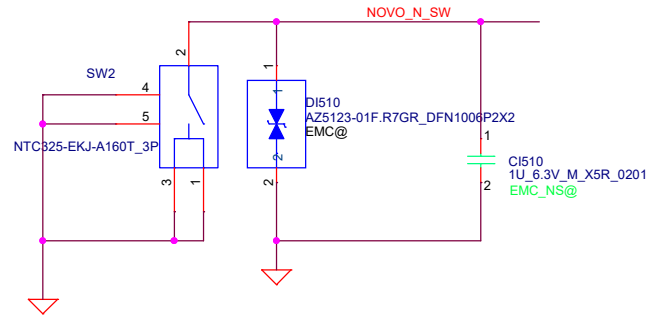 NOVO_N_SW
2
SW2
4
5
NTC325-EKJ-A160T_3P
3
1
1
1
DI510
AZ5123-01F.R7GR_DFN1006P2X2
EMC@
2
2
1
CI510
1U_6.3V_M_X5R_0201
2
EMC_NS@